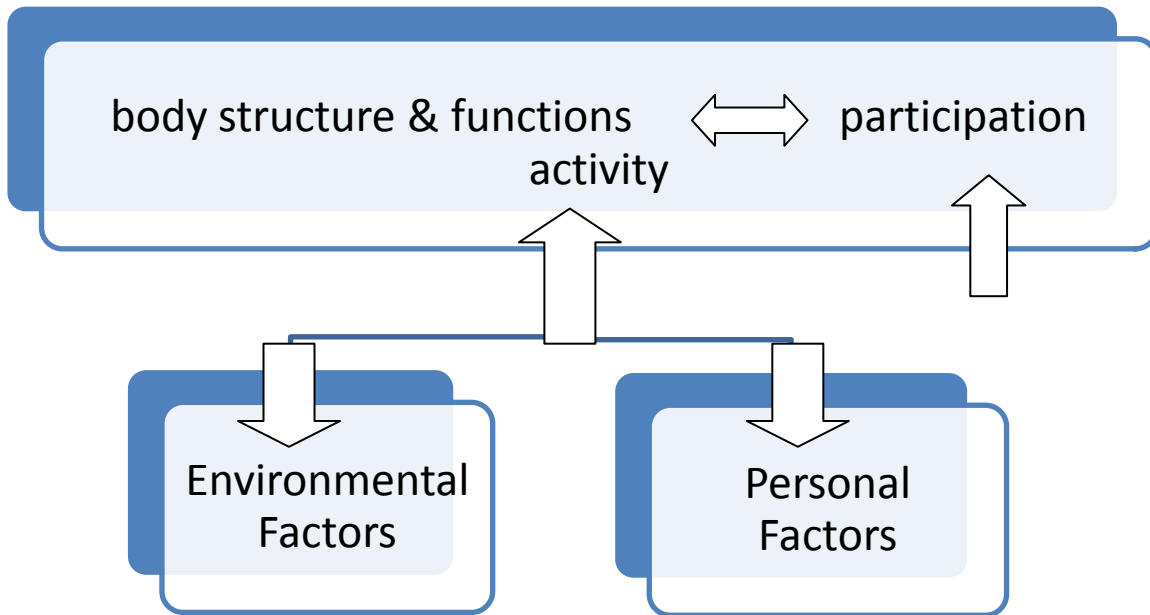 body structure & functions participation
activity
Environmental
Factors
Personal
Factors